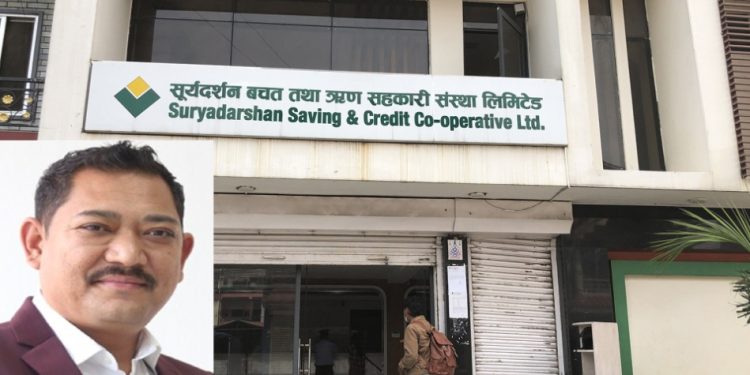 सूर्यदर्शन बचत तथा ऋण सहकारी संस्था लिमिटेड
Suryadarshan Saving & Credit Co-operative Ltd.